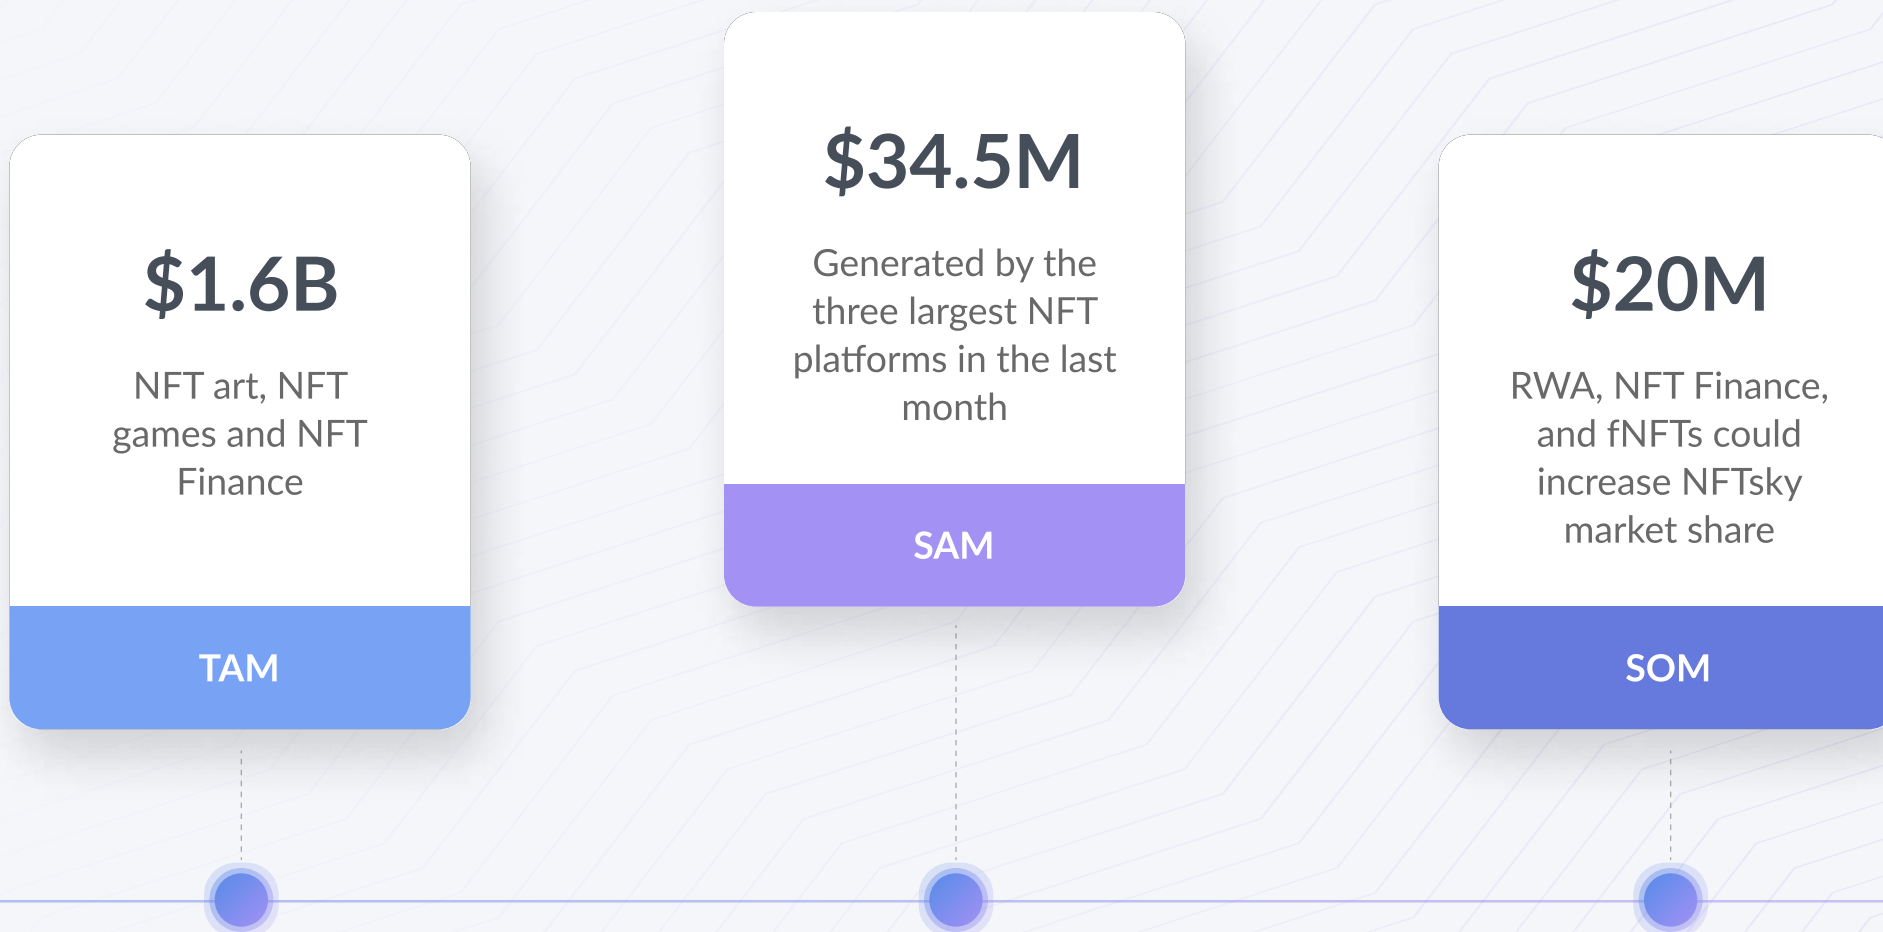 $1.6B
NFT art, NFT
games and NFT
Finance
TAM
$34.5M
Generated by the
three largest NFT
platforms in the last
month
SAM
$20M
RWA, NFT Finance,
and fNFTs could
increase NFTsky
market share
SOM